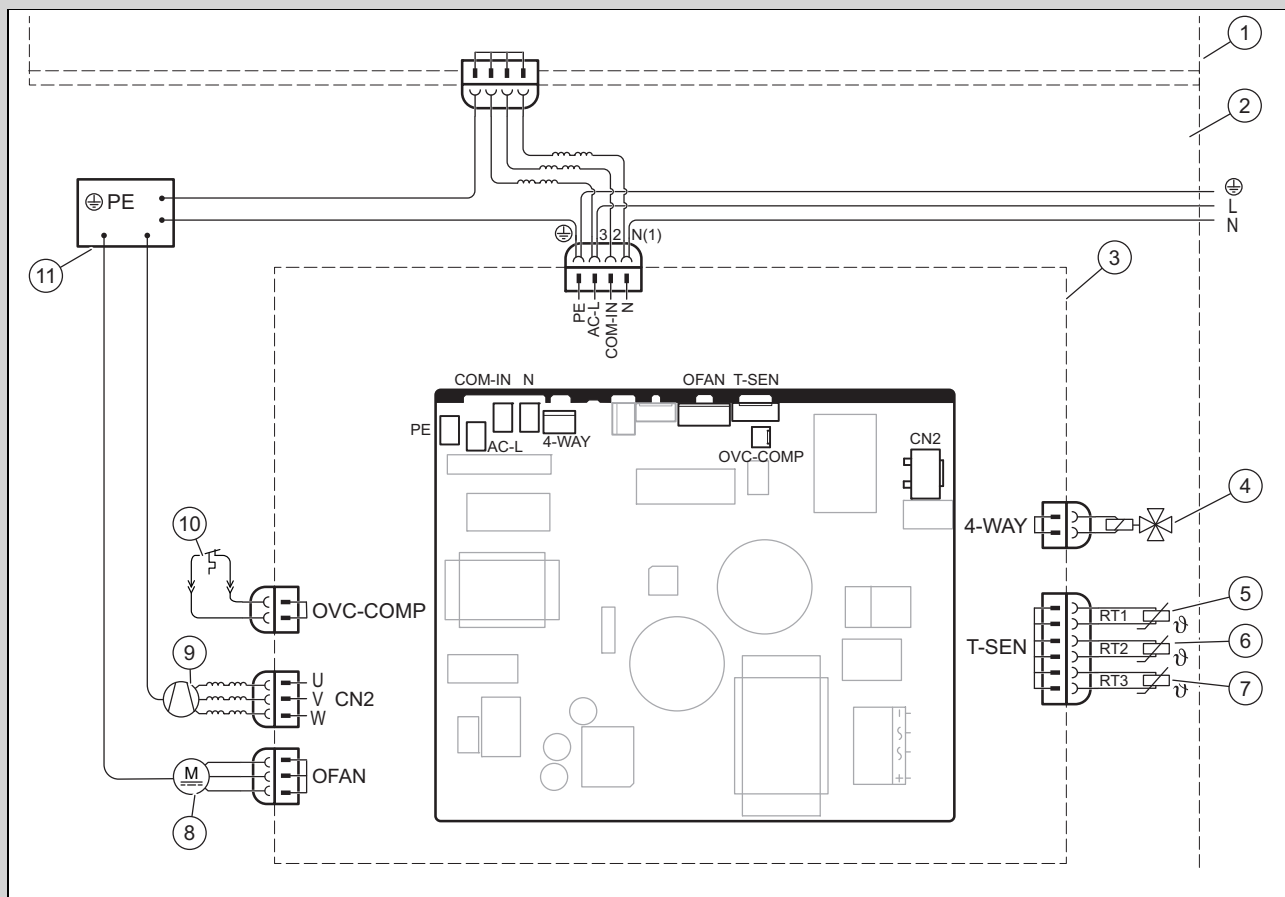 1
2
⏚ PE
⏚
L
N
11
⏚ 3 2 N(1)
3
PE
AC-L
COM-IN
N
COM-IN N OFAN T-SEN
PE
AC-L
4-WAY
OVC-COMP
CN2
4
4-WAY
10
OVC-COMP
5
RT1 ϑ
6
T-SEN
RT2 ϑ
7
RT3 ϑ
9
U
V CN2
W
M
OFAN
8